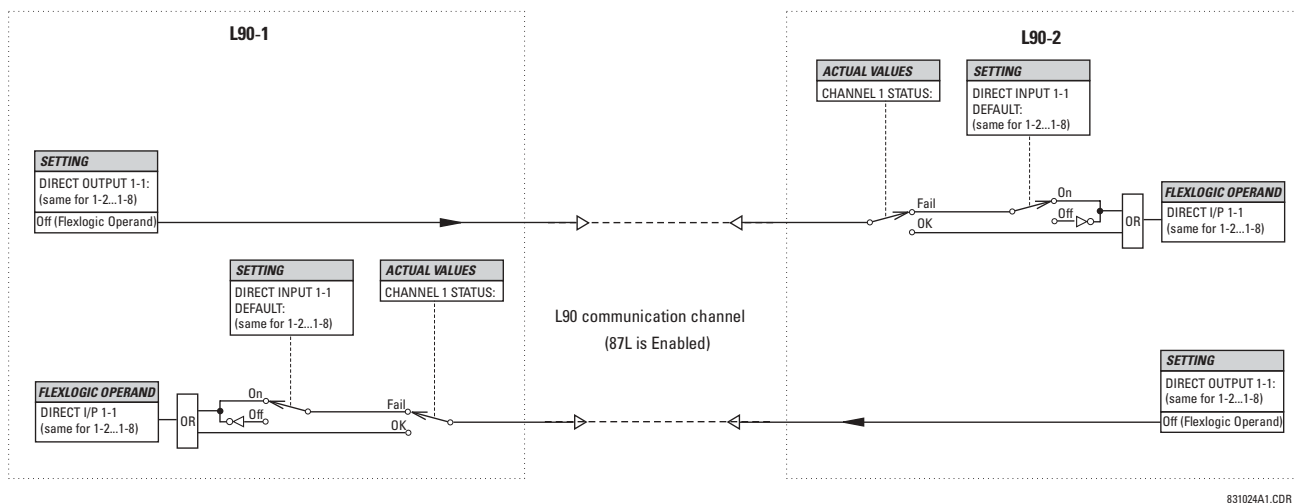 L90-1
L90-2
ACTUAL VALUES
CHANNEL 1 STATUS:
SETTING
DIRECT INPUT 1-1
DEFAULT:
(same for 1-2...1-8)
SETTING
DIRECT OUTPUT 1-1:
(same for 1-2...1-8)
Off (Flexlogic Operand)
Fail
OK
On
Off
OR
FLEXLOGIC OPERAND
DIRECT I/P 1-1
(same for 1-2...1-8)
SETTING
DIRECT INPUT 1-1
DEFAULT:
(same for 1-2...1-8)
ACTUAL VALUES
CHANNEL 1 STATUS:
L90 communication channel
(87L is Enabled)
FLEXLOGIC OPERAND
DIRECT I/P 1-1
(same for 1-2...1-8)
OR
On
Off
Fail
OK
SETTING
DIRECT OUTPUT 1-1:
(same for 1-2...1-8)
Off (Flexlogic Operand)
831024A1.CDR